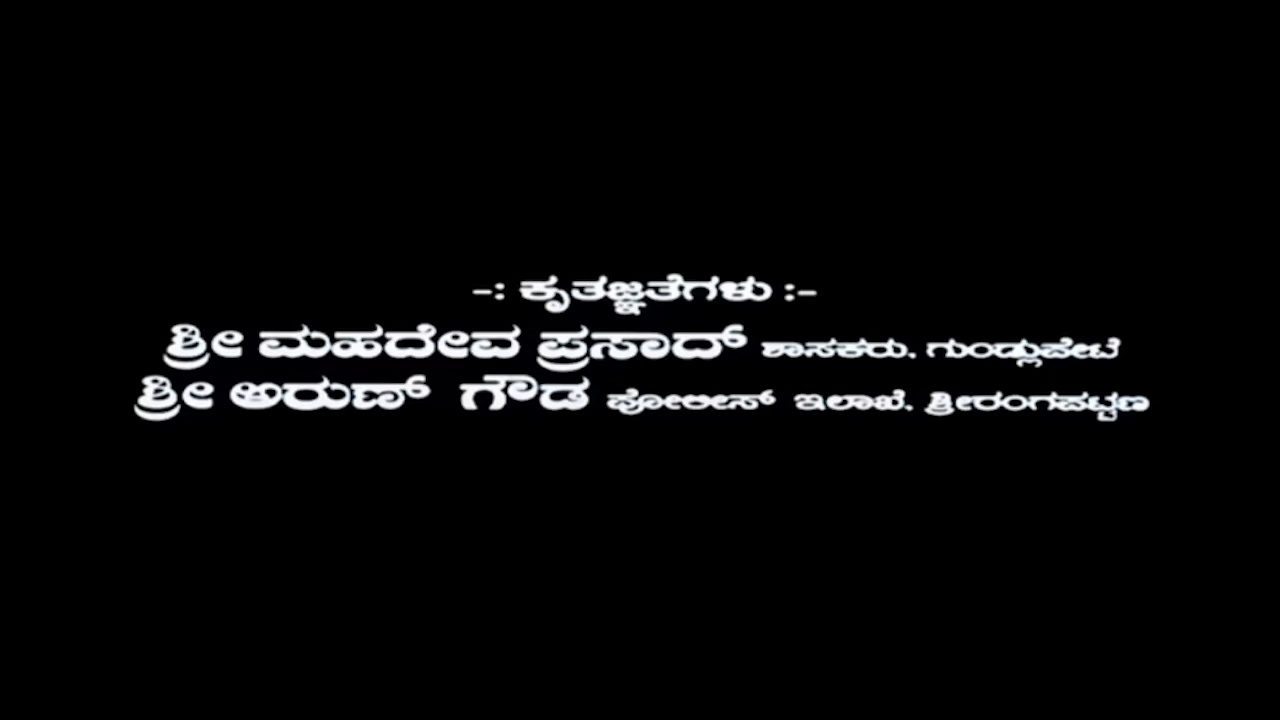 -: ಕೃತಜ್ಞತೆಗಳು :-
ಶ್ರೀ ಮಹದೇವ ಪ್ರಸಾದ್ ಶಾಸಕರು. ಗುಂಡ್ಲುಪೇಟೆ
ಶ್ರೀ ಅರುಣ್ ಗೌಡ ಪೋಲೀಸ್ ಇಲಾಖೆ. ಶ್ರೀರಂಗಪಟ್ಟಣ